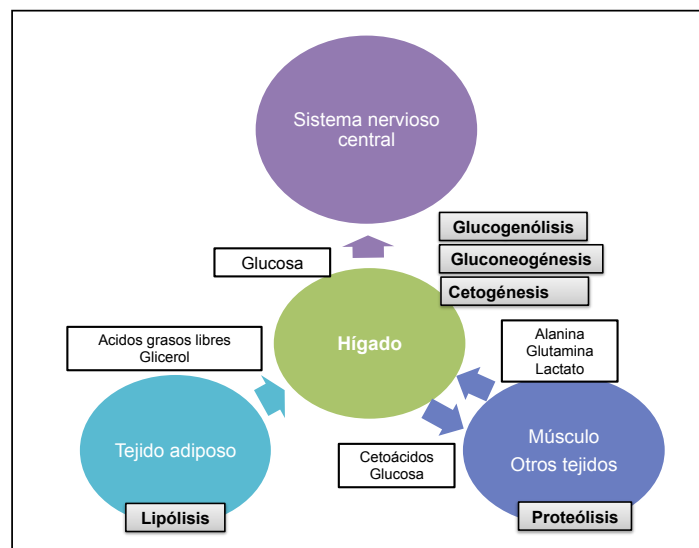 Sistema nervioso
central
Glucogenólisis
Glucosa
Gluconeogénesis
Cetogénesis
Acidos grasos libres
Glicerol
Hígado
Alanina
Glutamina
Lactato
Tejido adiposo
Cetoácidos
Glucosa
Músculo
Otros tejidos
Lipólisis
Proteólisis